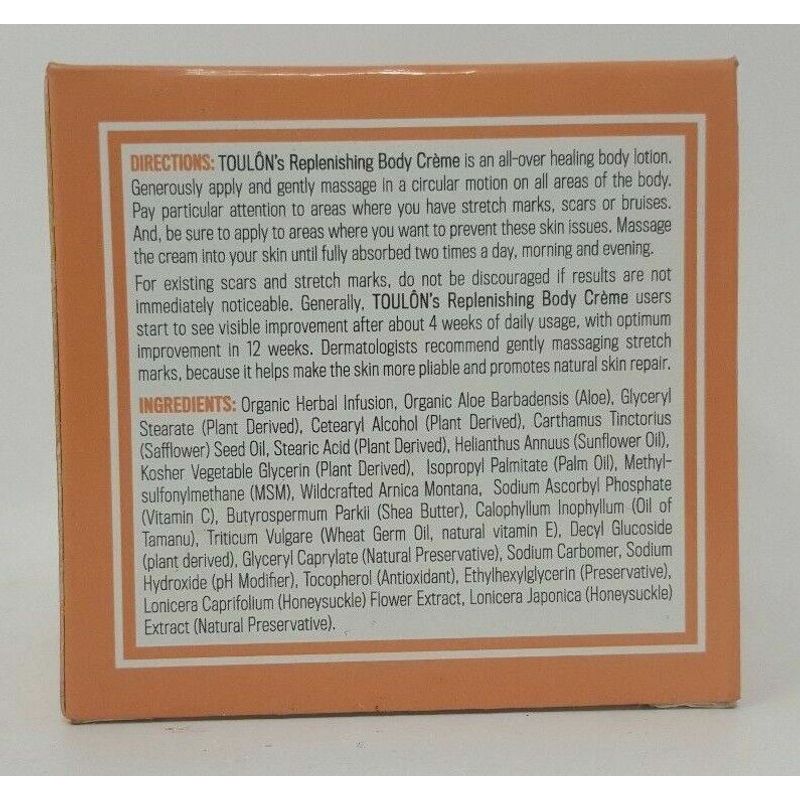 DIRECTIONS: TOULÔN's Replenishing Body Crème is an all-over healing body lotion.
Generously apply and gently massage in a circular motion on all areas of the body.
Pay particular attention to areas where you have stretch marks, scars or bruises.
And, be sure to apply to areas where you want to prevent these skin issues. Massage
the cream into your skin until fully absorbed two times a day, morning and evening.
For existing scars and stretch marks, do not be discouraged if results are not
immediately noticeable. Generally, TOULÔN's Replenishing Body Crème users
start to see visible improvement after about 4 weeks of daily usage, with optimum
improvement in 12 weeks. Dermatologists recommend gently massaging stretch
marks, because it helps make the skin more pliable and promotes natural skin repair.
INGREDIENTS: Organic Herbal Infusion, Organic Aloe Barbadensis (Aloe), Glyceryl
Stearate (Plant Derived), Cetearyl Alcohol (Plant Derived), Carthamus Tinctorius
(Safflower) Seed Oil, Stearic Acid (Plant Derived), Helianthus Annuus (Sunflower Oil),
Kosher Vegetable Glycerin (Plant Derived), Isopropyl Palmitate (Palm Oil), Methyl-
sulfonylmethane (MSM), Wildcrafted Arnica Montana, Sodium Ascorbyl Phosphate
(Vitamin C), Butyrospermum Parkii (Shea Butter), Calophyllum Inophyllum (Oil of
Tamanu), Triticum Vulgare (Wheat Germ Oil, natural vitamin E), Decyl Glucoside
(plant derived), Glyceryl Caprylate (Natural Preservative), Sodium Carbomer, Sodium
Hydroxide (pH Modifier), Tocopherol (Antioxidant), Ethylhexylglycerin (Preservative),
Lonicera Caprifolium (Honeysuckle) Flower Extract, Lonicera Japonica (Honeysuckle)
Extract (Natural Preservative).